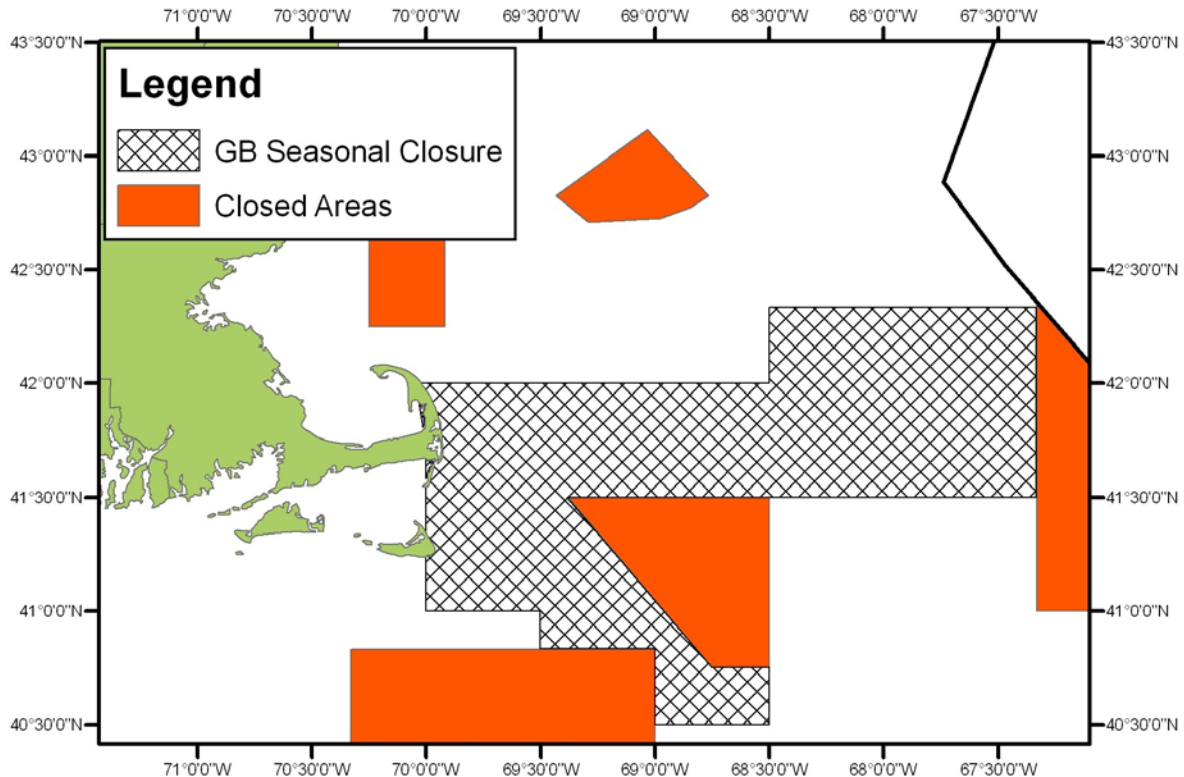 71°0'0"W 70°30'0"W 70°0'0"W 69°30'0"W 69°0'0"W 68°30'0"W 68°0'0"W 67°30'0"W
43°30'0"N 43°30'0"N
Legend
GB Seasonal Closure
43°0'0"N 43°0'0"N
Closed Areas
42°30'0"N 42°30'0"N
42°0'0"N 42°0'0"N
41°30'0"N 41°30'0"N
41°0'0"N 41°0'0"N
40°30'0"N 40°30'0"N
71°0'0"W 70°30'0"W 70°0'0"W 69°30'0"W 69°0'0"W 68°30'0"W 68°0'0"W 67°30'0"W